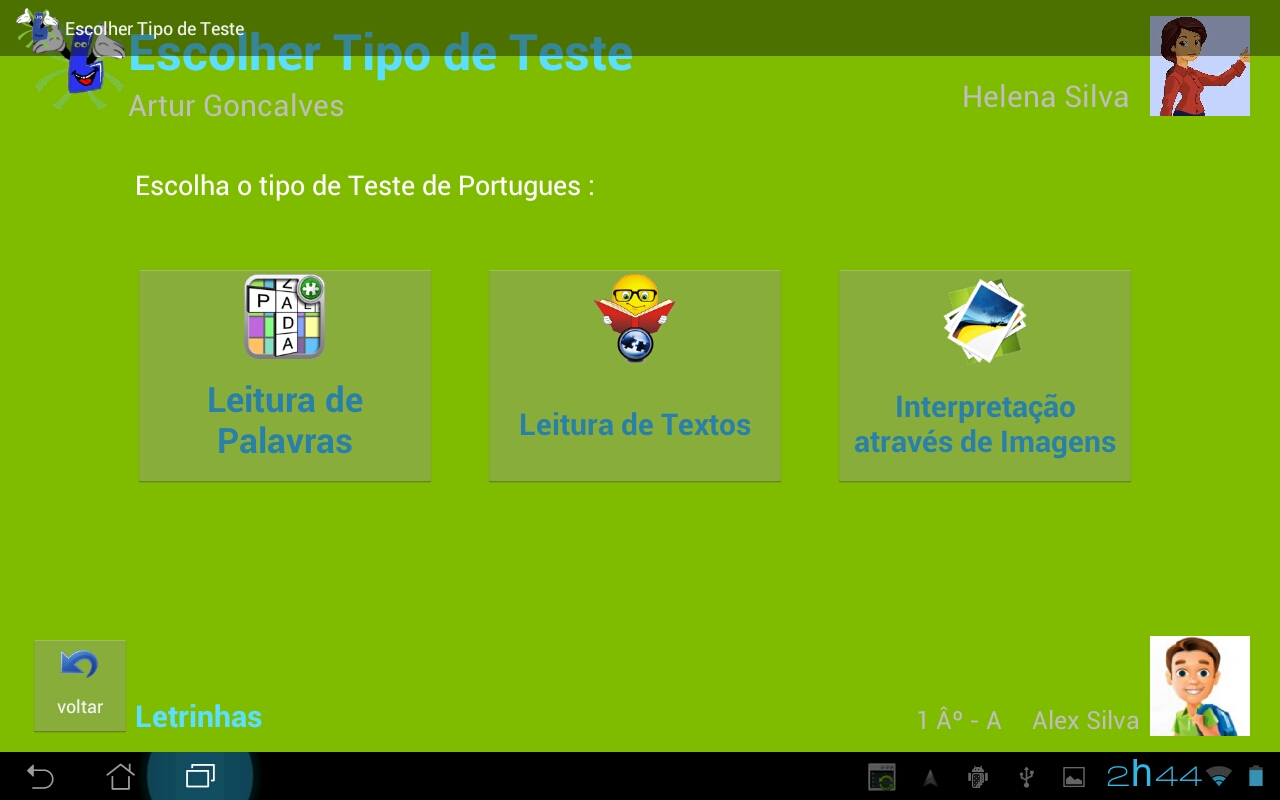 Escolher Tipo de Teste
Escolher Tipo de Teste
Artur Goncalves
Helena Silva
Escolha o tipo de Teste de Portugues :
P A L
Z
A
D
A
Leitura de
Palavras
Leitura de Textos
Interpretação
através de Imagens
voltar
Letrinhas
1 Âº - A
Alex Silva
2h44